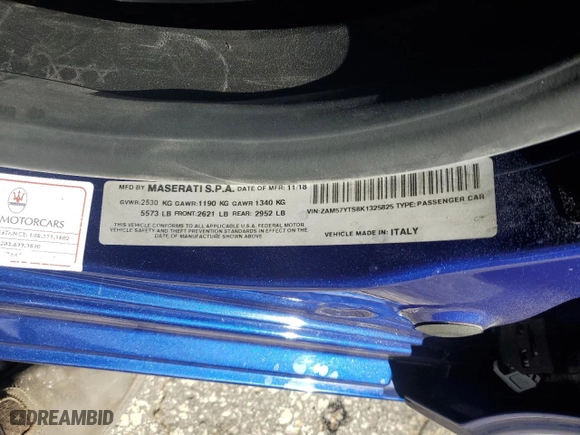 MFD BY MASERATI S.P.A. DATE OF MFR: 11/18
GVWR:2530 KG GAWR:1190 KG GAWR 1340 KG
5573 LB FRONT:2621 LB REAR: 2952 LB
THIS VEHICLE CONFORMS TO ALL APPLICABLE U.S. FEDERAL MOTOR
VEHICLE SAFETY AND THEFT PREVENTION STANDARDS IN EFFECT ON THE
DATE OF MANUFACTURE SHOWN ABOVE.
VIN:ZAM57YTS8K1325825 TYPE:PASSENGER CAR
VEHICLE MADE IN: ITALY
MOTORCARS
DREAMBID